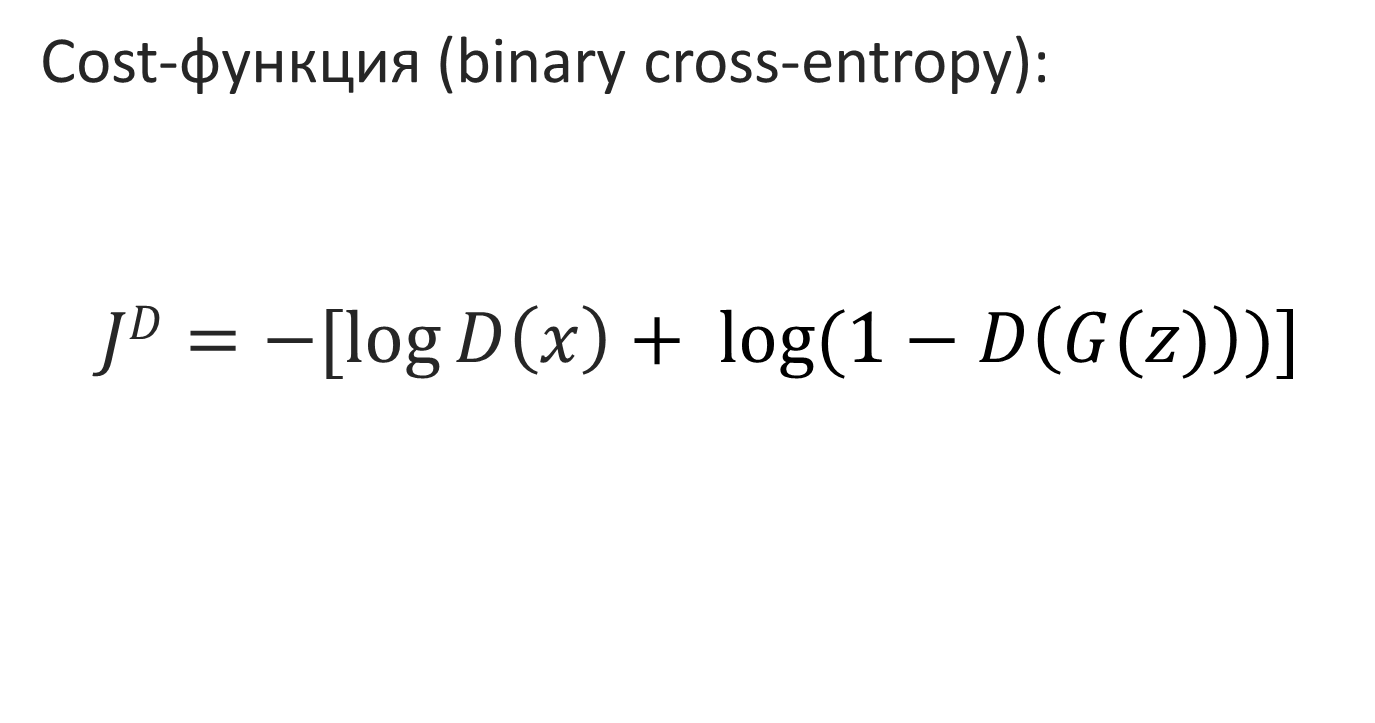 Cost-функция (binary cross-entropy):
J^D = −[log D(x) + log(1 − D(G(z)))]